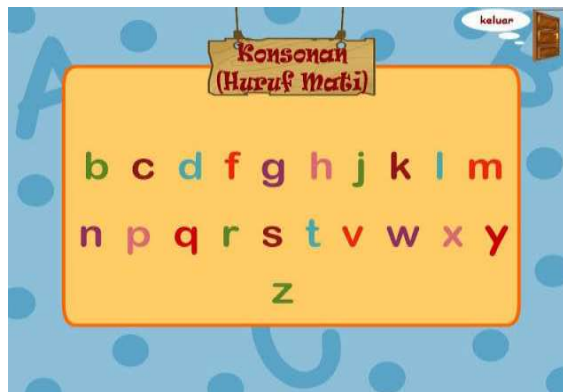 keluar
Konsonan
(Huruf Mati)
b c d f g h j k l m
n p q r s t v w x y
z